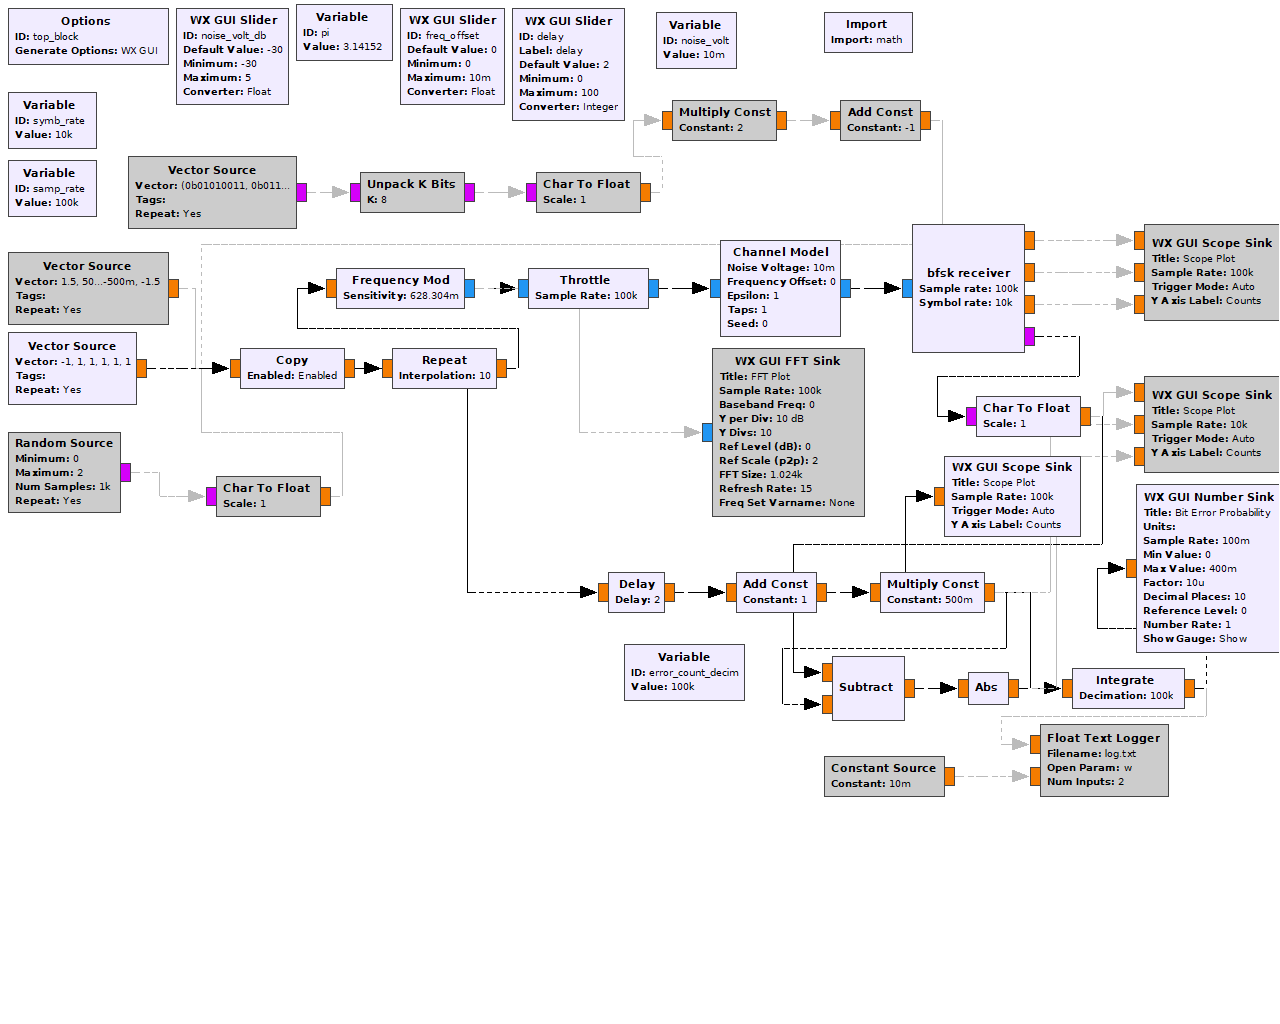 Options
ID: top_block
Generate Options: WX GUI
WX GUI Slider
ID: noise_volt_db
Default Value: -30
Minimum: -30
Maximum: 5
Converter: Float
Variable
ID: pi
Value: 3.14152
WX GUI Slider
ID: freq_offset
Default Value: 0
Minimum: 0
Maximum: 10m
Converter: Float
WX GUI Slider
ID: delay
Label: delay
Default Value: 2
Minimum: 0
Maximum: 100
Converter: Integer
Variable
ID: noise_volt
Value: 10m
Import
Import: math
Variable
ID: symb_rate
Value: 10k
Multiply Const
Constant: 2
Add Const
Constant: -1
Variable
ID: samp_rate
Value: 100k
Vector Source
Vector: (0b01010011, 0b011...
Tags:
Repeat: Yes
Unpack K Bits
K: 8
Char To Float
Scale: 1
Vector Source
Vector: 1.5, 50...-500m, -1.5
Tags:
Repeat: Yes
Frequency Mod
Sensitivity: 628.304m
Throttle
Sample Rate: 100k
Channel Model
Noise Voltage: 10m
Frequency Offset: 0
Epsilon: 1
Taps: 1
Seed: 0
bfsk receiver
Sample rate: 100k
Symbol rate: 10k
WX GUI Scope Sink
Title: Scope Plot
Sample Rate: 100k
Trigger Mode: Auto
Y Axis Label: Counts
Vector Source
Vector: -1, 1, 1, 1, 1, 1
Tags:
Repeat: Yes
Copy
Enabled: Enabled
Repeat
Interpolation: 10
WX GUI FFT Sink
Title: FFT Plot
Sample Rate: 100k
Baseband Freq: 0
Y per Div: 10 dB
Y Divs: 10
Ref Level (dB): 0
Ref Scale (p2p): 2
FFT Size: 1.024k
Refresh Rate: 15
Freq Set Varname: None
Char To Float
Scale: 1
WX GUI Scope Sink
Title: Scope Plot
Sample Rate: 10k
Trigger Mode: Auto
Y Axis Label: Counts
Random Source
Minimum: 0
Maximum: 2
Num Samples: 1k
Repeat: Yes
Char To Float
Scale: 1
WX GUI Scope Sink
Title: Scope Plot
Sample Rate: 100k
Trigger Mode: Auto
Y Axis Label: Counts
WX GUI Number Sink
Title: Bit Error Probability
Units:
Sample Rate: 100m
Min Value: 0
Max Value: 400m
Factor: 10u
Decimal Places: 10
Reference Level: 0
Number Rate: 1
Show Gauge: Show
Delay
Delay: 2
Add Const
Constant: 1
Multiply Const
Constant: 500m
Variable
ID: error_count_decim
Value: 100k
Subtract
Abs
Integrate
Decimation: 100k
Constant Source
Constant: 10m
Float Text Logger
Filename: log.txt
Open Param: w
Num Inputs: 2